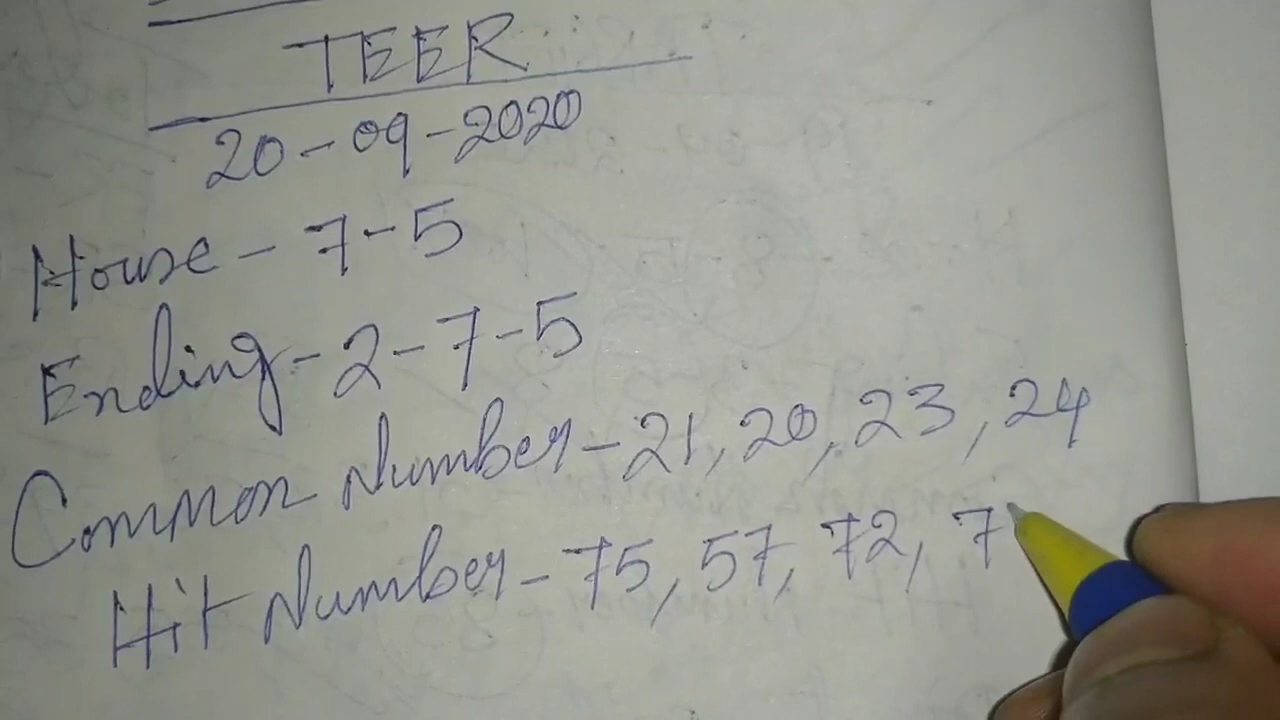 TEER
20-09-2020
House - 7-5
Ending - 2-7-5
Common Number - 21, 20, 23, 24
Hit Number - 75, 57, 72, 7